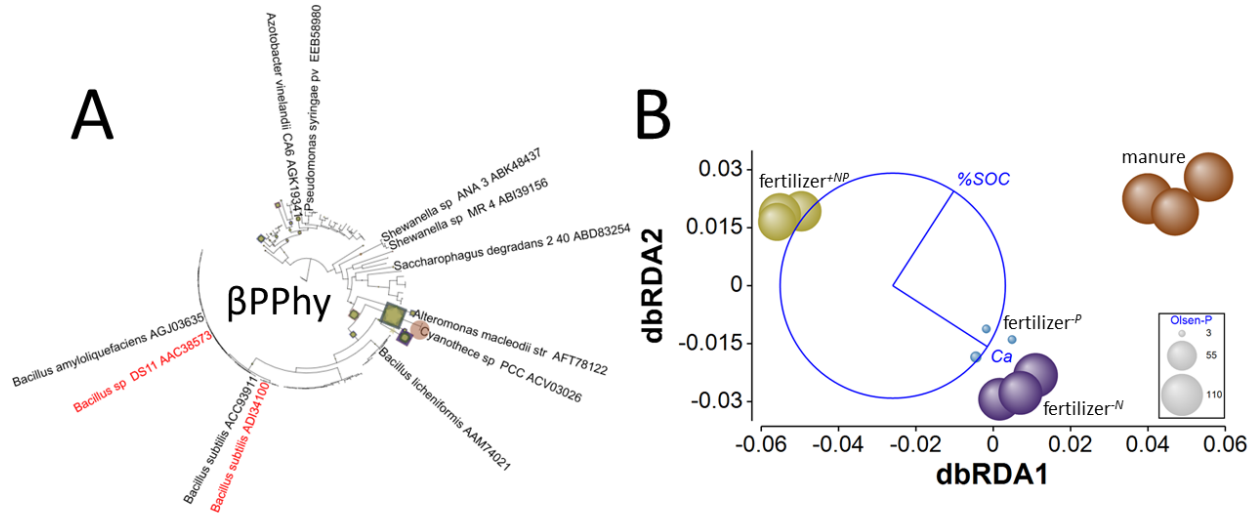 A
Azotobacter vinelandii CA6 AGK19341
Psenopomonas syringae pv EEB58980
Shewanella sp ANA 3 ABK48437
Shewanella sp MR 4 ABI39156
Saccharophagus degradans 2 40 ABD83254
βPPhy
Alteromonas macleodii str AFT78122
Cyanothece sp PCC ACV03026
Bacillus licheniformis AAM74021
Bacillus amyloliquefaciens AGJ03635
Bacillus sp DS11 AAC38573
Bacillus subtilis ACC93911
Bacillus subtilis ADI34100
B
dbRDA2
0.03
0.015
0
-0.015
-0.03
fertilizer+NP
%SOC
manure
fertilizer-P
Ca
fertilizer-N
Olsen-P
3
55
110
-0.06 -0.04 -0.02 0 0.02 0.04 0.06
dbRDA1